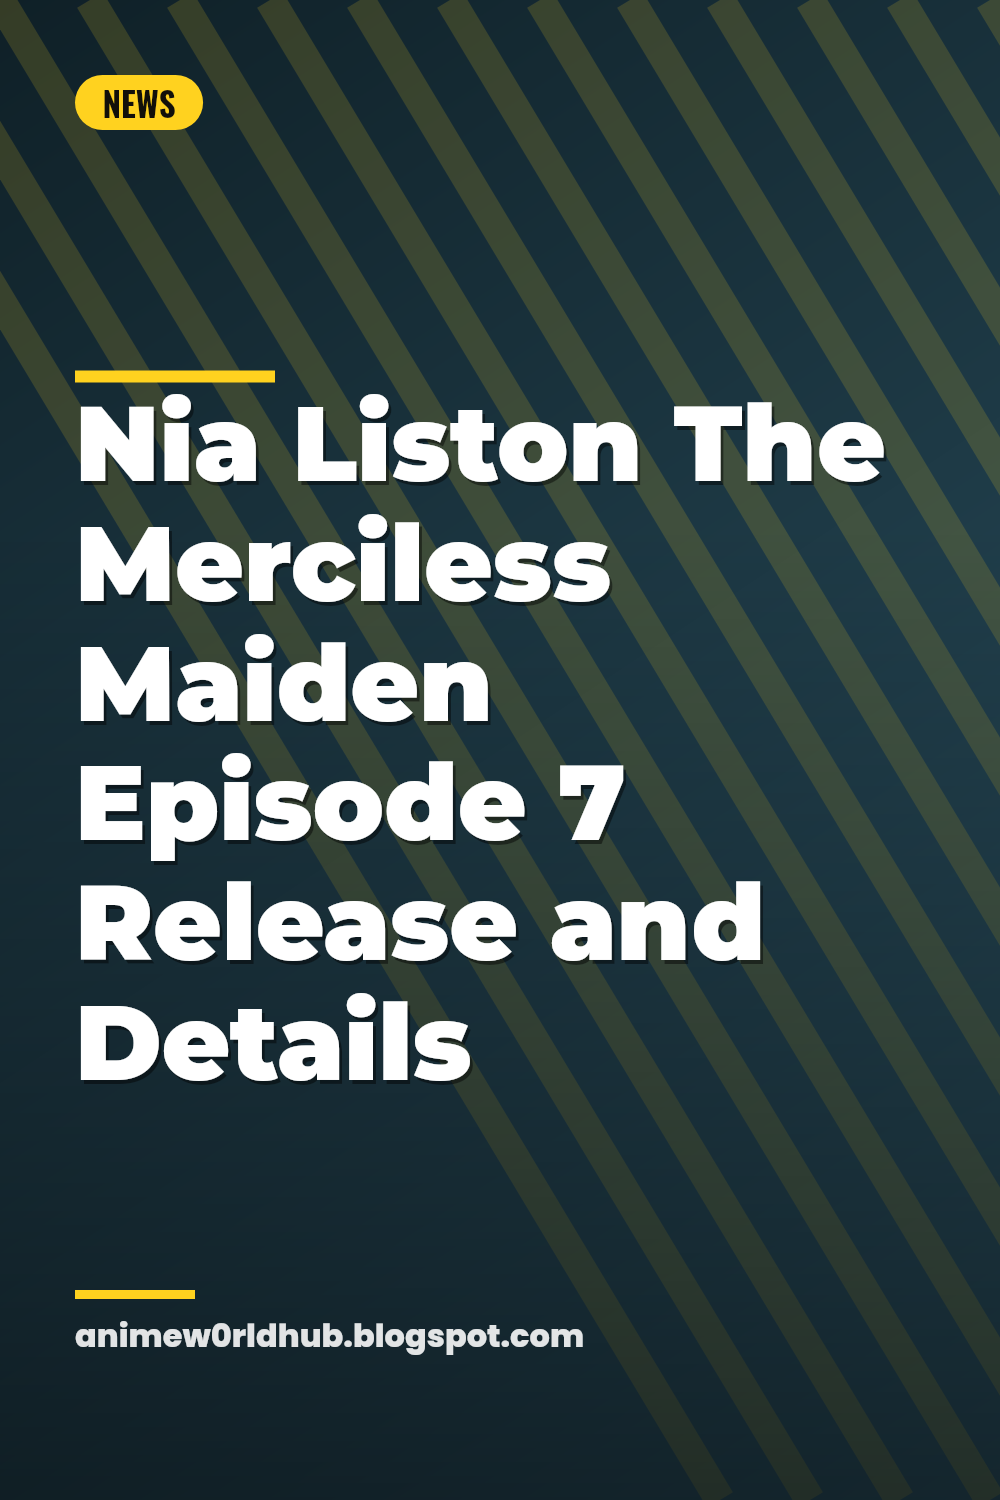 NEWS
Nia Liston The
Merciless
Maiden
Episode 7
Release and
Details
animew0rldhub.blogspot.com